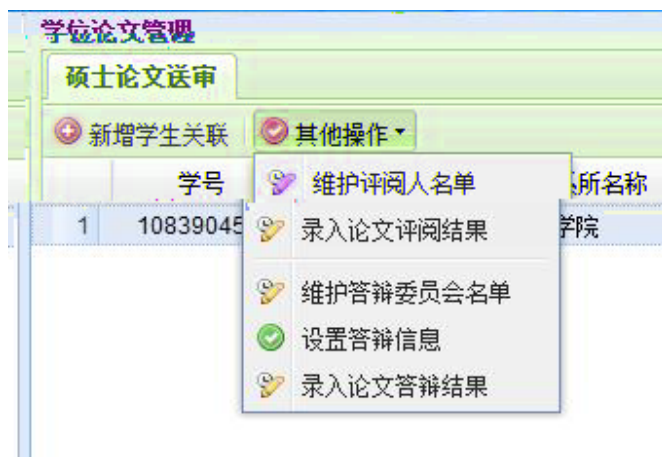 学位论文管理
硕士论文送审
新增学生关联 其他操作
学号 所名称
1 10839045 学院
维护评阅人名单
录入论文评阅结果
维护答辩委员会名单
设置答辩信息
录入论文答辩结果